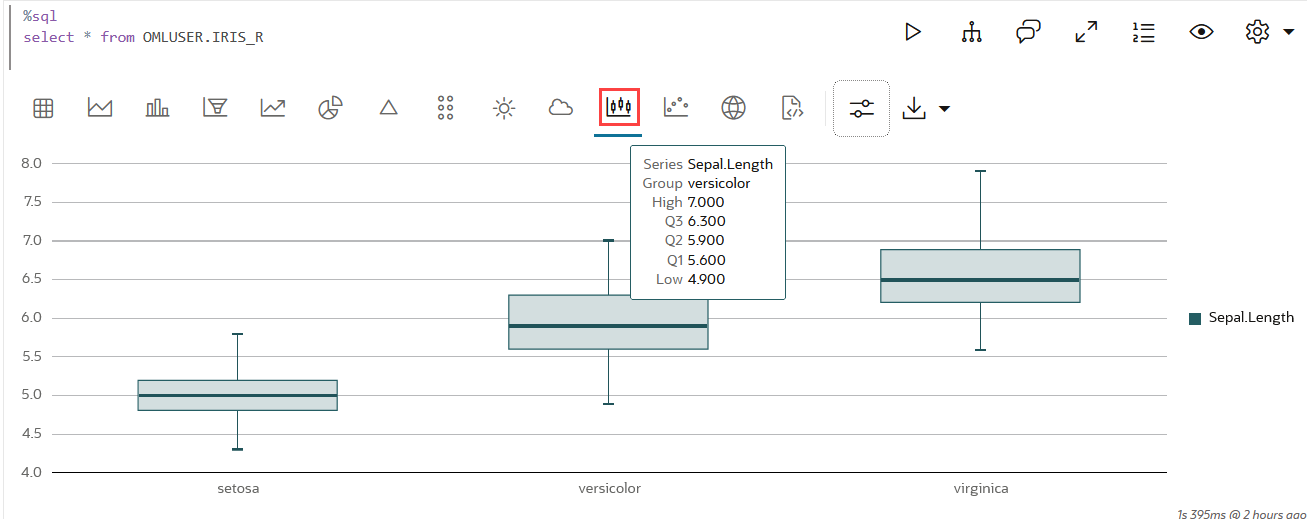 %sql
select * from OMLUSER.IRIS_R
1
2
8.0
7.5
7.0
6.5
6.0
5.5
5.0
4.5
4.0
Series Sepal.Length
Group versicolor
High 7.000
Q3 6.300
Q2 5.900
Q1 5.600
Low 4.900
Sepal.Length
setosa versicolor virginica
1s 395ms @ 2 hours ago